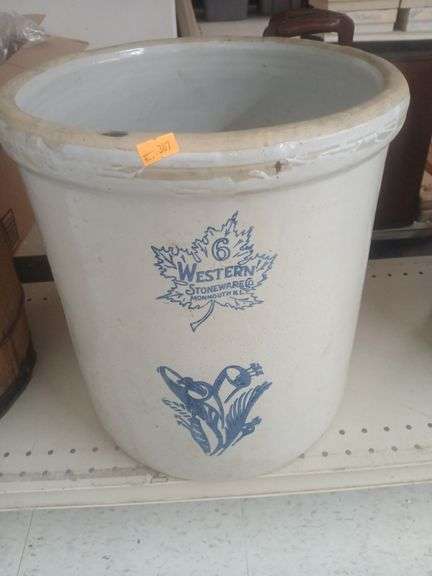 6
WESTERN
STONEWARE CO.
MONMOUTH ILL.